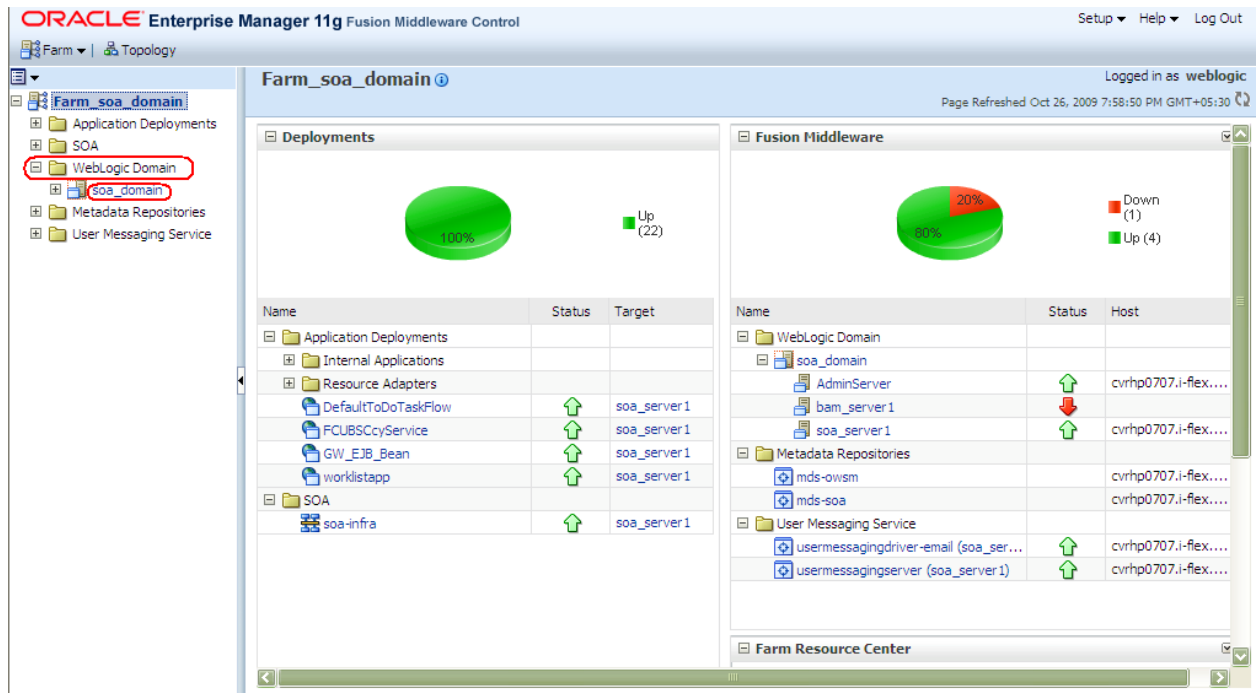 ORACLE Enterprise Manager 11g Fusion Middleware Control
Setup Help Log Out
Farm | Topology
Farm_soa_domain
Application Deployments
SOA
WebLogic Domain
soa_domain
Metadata Repositories
User Messaging Service
Farm_soa_domain
Logged in as weblogic
Page Refreshed Oct 26, 2009 7:58:50 PM GMT+05:30
Deployments
100%
Up
(22)
Name Status Target
Application Deployments
Internal Applications
Resource Adapters
DefaultToDoTaskFlow soa_server1
FCUBSCcyService soa_server1
GW_EJB_Bean soa_server1
worklistapp soa_server1
SOA
soa-infra soa_server1
Fusion Middleware
20%
80%
Down
(1)
Up (4)
Name Status Host
WebLogic Domain
soa_domain
AdminServer cvrhp0707.i-flex....
bam_server1
soa_server1 cvrhp0707.i-flex....
Metadata Repositories
mds-owsm cvrhp0707.i-flex....
mds-soa cvrhp0707.i-flex....
User Messaging Service
usermessagingdriver-email (soa_ser... cvrhp0707.i-flex....
usermessagingserver (soa_server1) cvrhp0707.i-flex....
Farm Resource Center